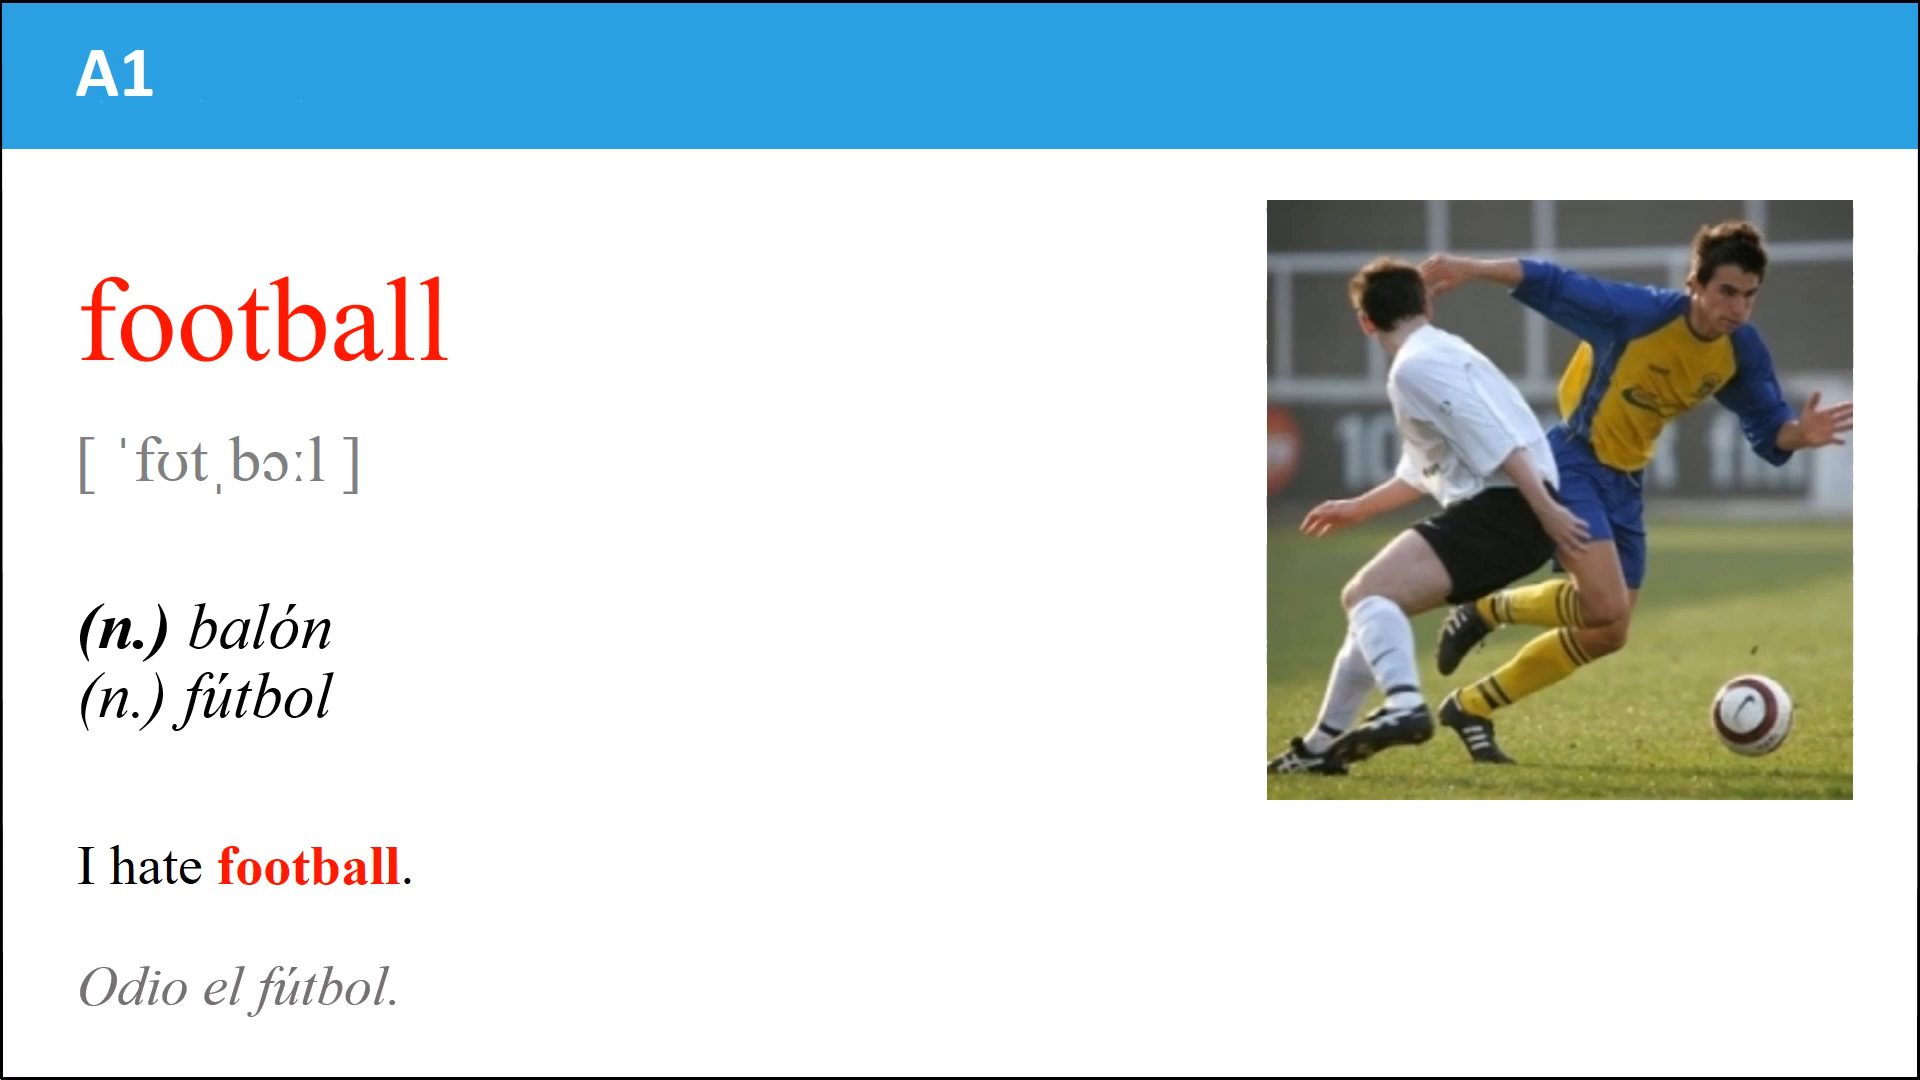 A1
football
[ ˈfʊtˌbɔːl ]
(n.) balón
(n.) fútbol
I hate football.
Odio el fútbol.